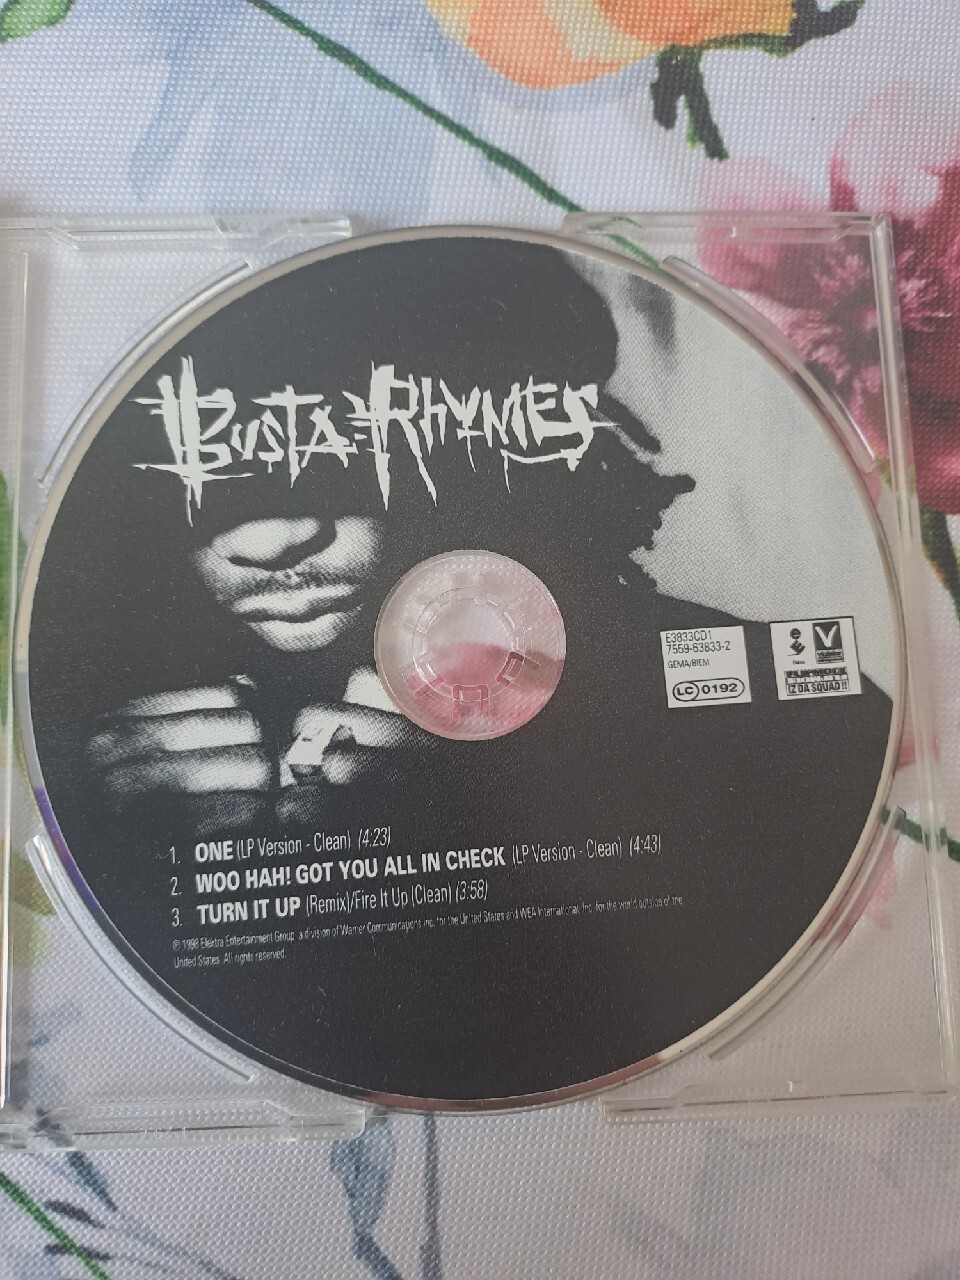 BUSTA RHYMES
E3833CD1
7559-63833-2
GEMA/BIEM
LC 0192
FLIPMODE
IZ DA SQUAD!!
1. ONE (LP Version - Clean) (4:23)
2. WOO HAH! GOT YOU ALL IN CHECK (LP Version - Clean) (4:43)
3. TURN IT UP (Remix)/Fire It Up (Clean) (3:58)
℗ 1998 Elektra Entertainment Group, a division of Warner Communications Inc. for the United States and WEA International Inc. for the world outside of the
United States. All rights reserved.